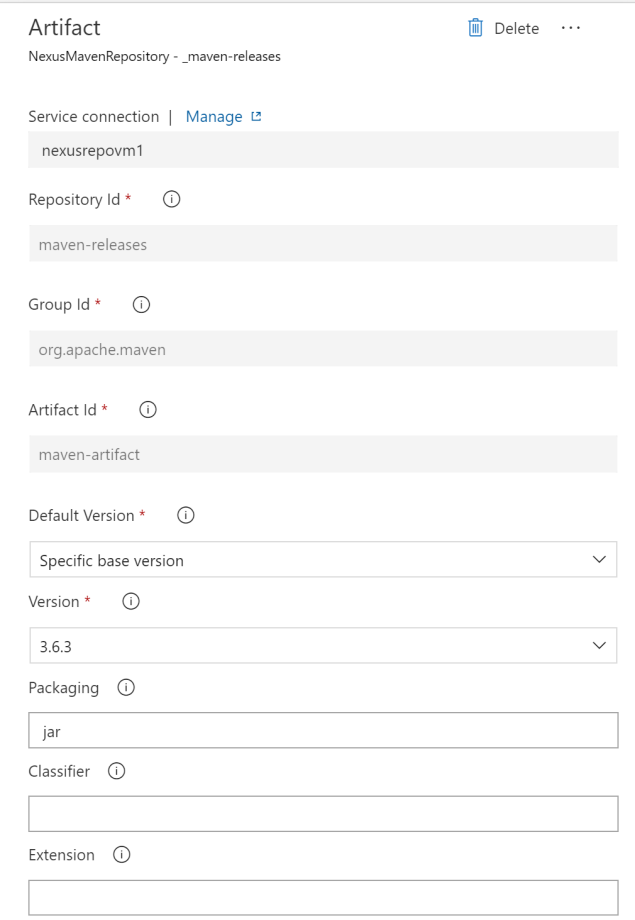 Artifact
Delete ...
NexusMavenRepository - _maven-releases
Service connection | Manage
nexusrepovm1
Repository Id *
maven-releases
Group Id *
org.apache.maven
Artifact Id *
maven-artifact
Default Version *
Specific base version
Version *
3.6.3
Packaging
jar
Classifier
Extension